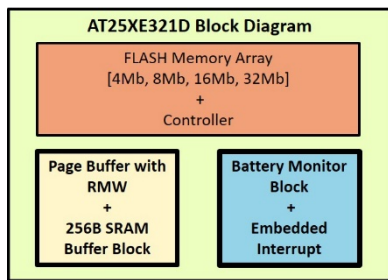 AT25XE321D Block Diagram
FLASH Memory Array
[4Mb, 8Mb, 16Mb, 32Mb]
+
Controller
Page Buffer with
RMW
+
256B SRAM
Buffer Block
Battery Monitor
Block
+
Embedded
Interrupt